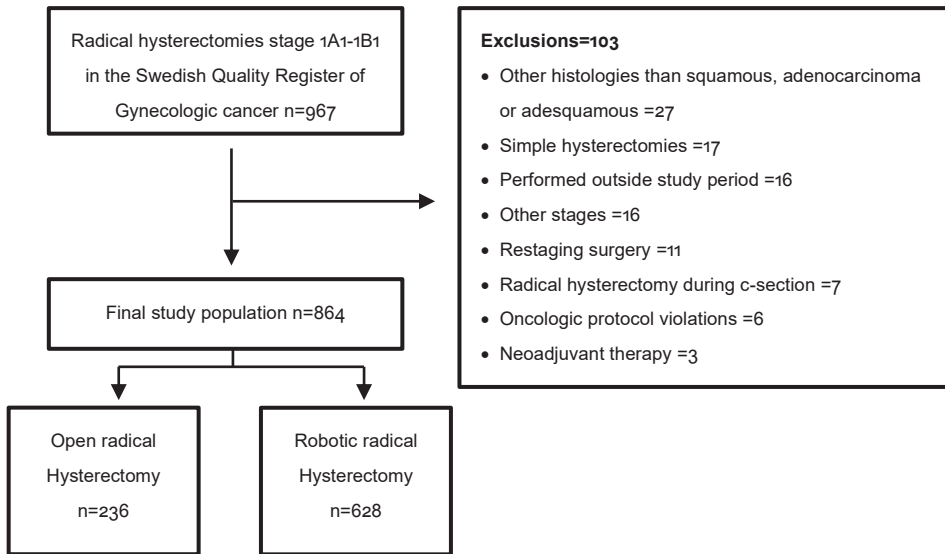 Radical hysterectomies stage 1A1-1B1
in the Swedish Quality Register of
Gynecologic cancer n=967
Exclusions=103
• Other histologies than squamous, adenocarcinoma
or adesquamous =27
• Simple hysterectomies =17
• Performed outside study period =16
• Other stages =16
• Restaging surgery =11
• Radical hysterectomy during c-section =7
• Oncologic protocol violations =6
• Neoadjuvant therapy =3
Final study population n=864
Open radical
Hysterectomy
n=236
Robotic radical
Hysterectomy
n=628